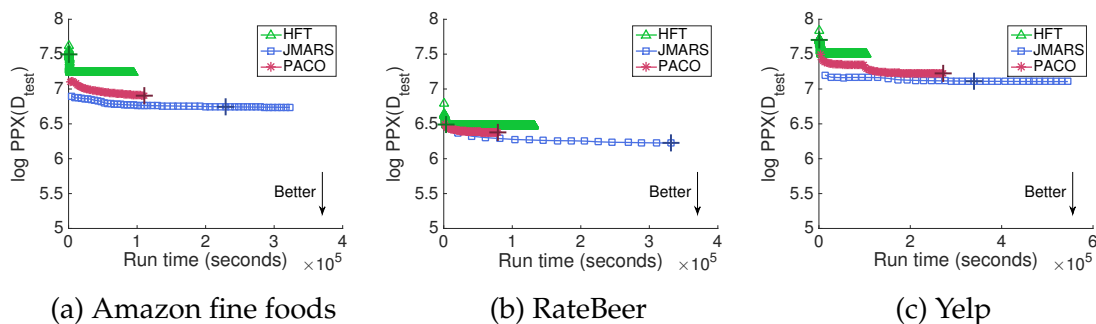 log PPX(D_test)
8
7.5
7
6.5
6
5.5
5
HFT
JMARS
PACO
Better
0 1 2 3 4
Run time (seconds) ×10^5
(a) Amazon fine foods
log PPX(D_test)
8
7.5
7
6.5
6
5.5
5
HFT
JMARS
PACO
Better
0 1 2 3 4
Run time (seconds) ×10^5
(b) RateBeer
log PPX(D_test)
8
7.5
7
6.5
6
5.5
5
HFT
JMARS
PACO
Better
0 2 4 6
Run time (seconds) ×10^5
(c) Yelp